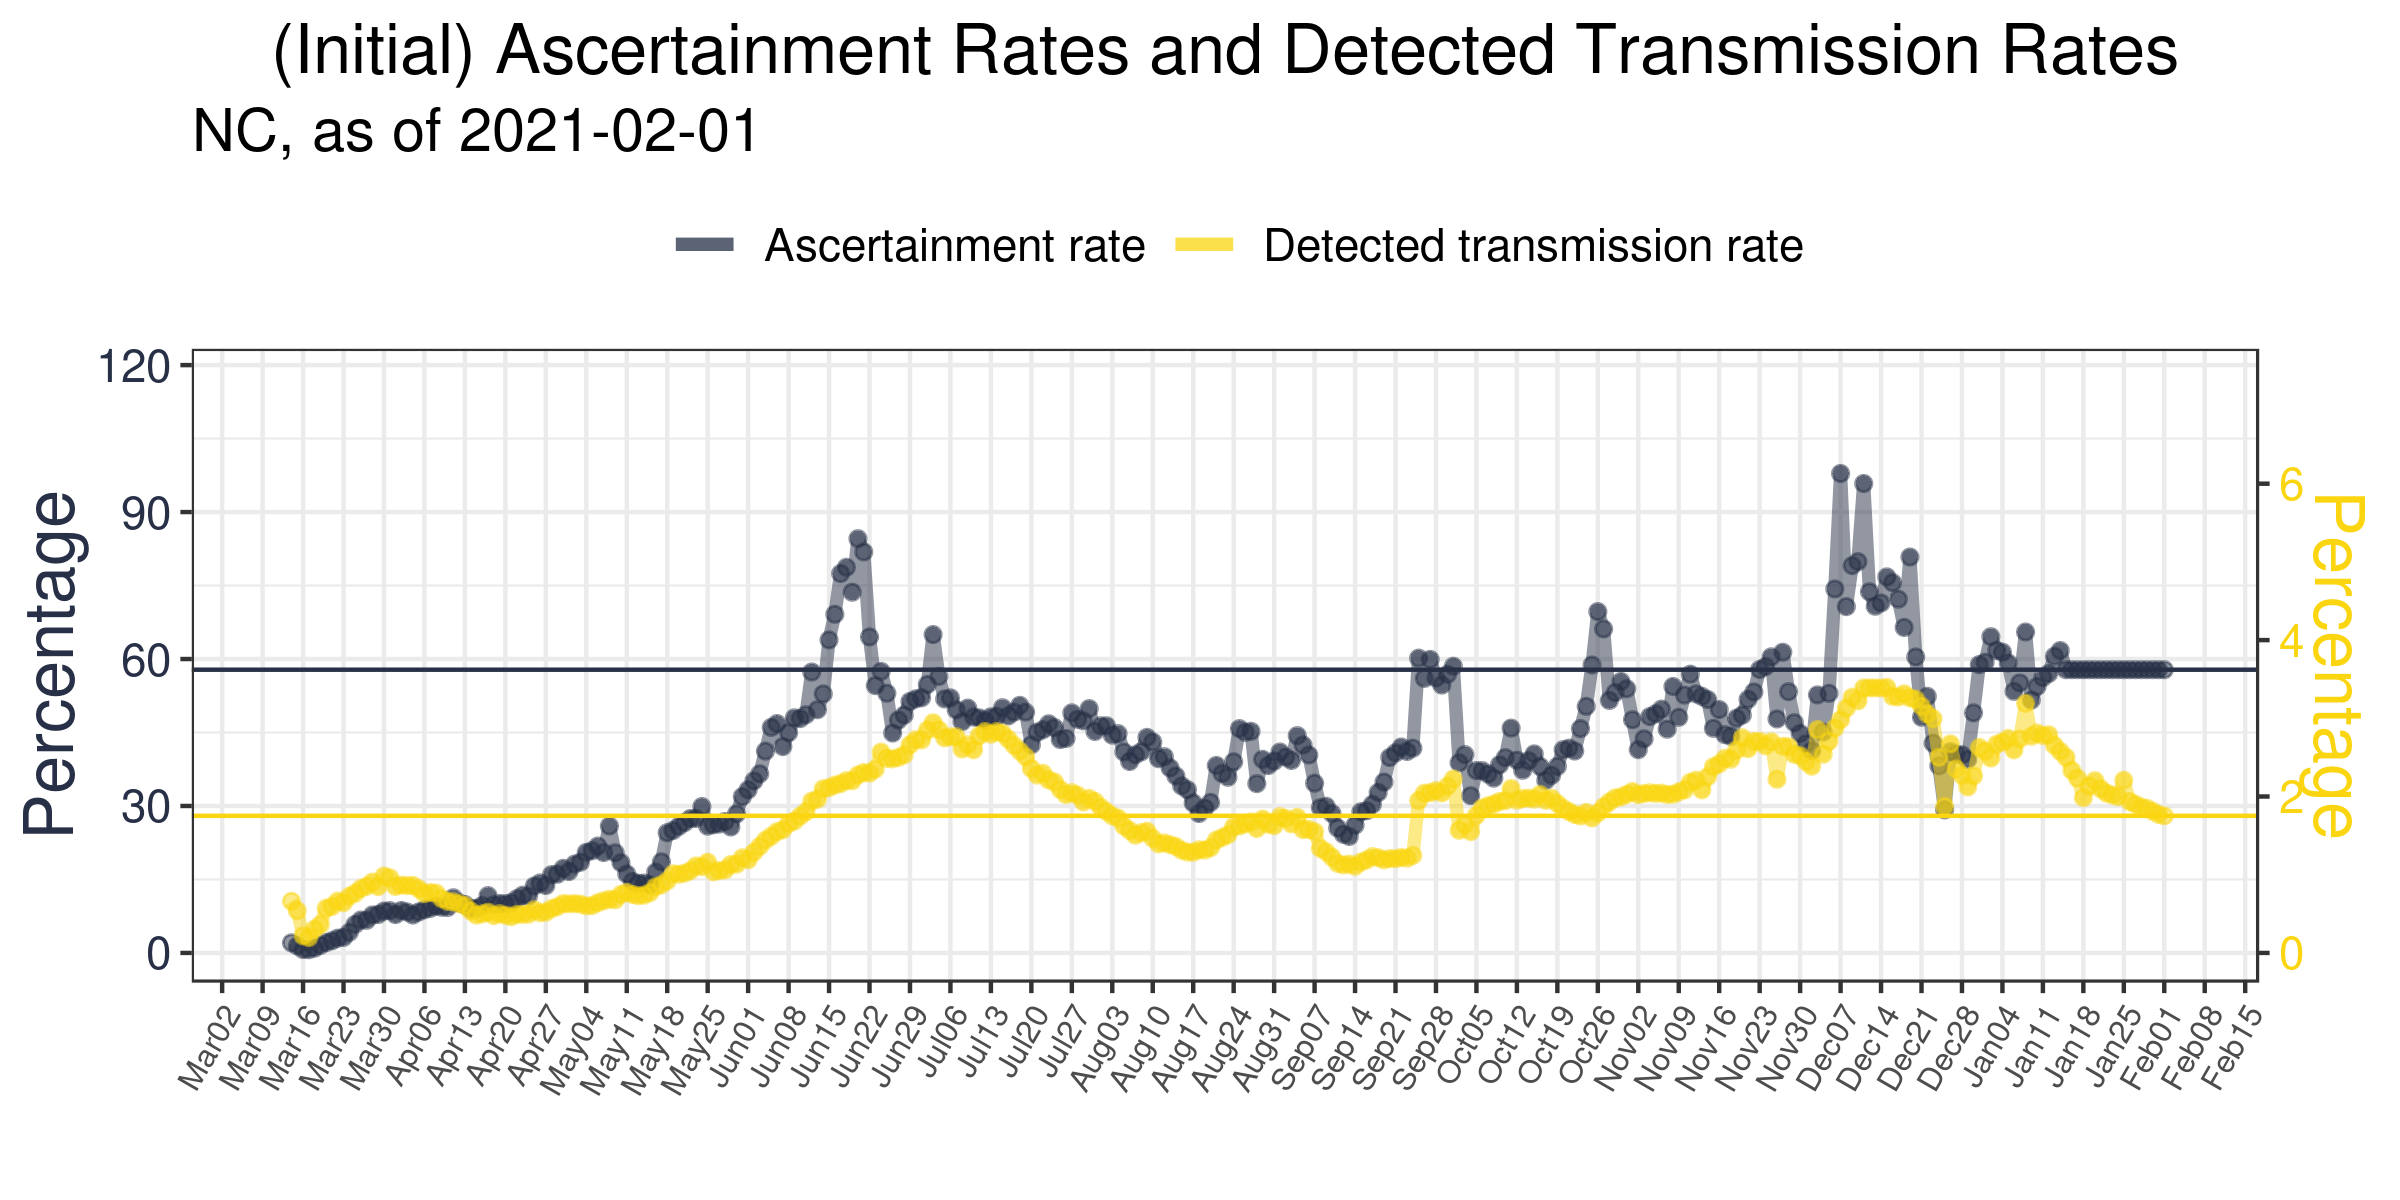 (Initial) Ascertainment Rates and Detected Transmission Rates
NC, as of 2021-02-01
Ascertainment rate
Detected transmission rate
Percentage
120
90
60
30
0
6
4
2
0
Percentage
Mar02
Mar09
Mar16
Mar23
Mar30
Apr06
Apr13
Apr20
Apr27
May04
May11
May18
May25
Jun01
Jun08
Jun15
Jun22
Jun29
Jul06
Jul13
Jul20
Jul27
Aug03
Aug10
Aug17
Aug24
Aug31
Sep07
Sep14
Sep21
Sep28
Oct05
Oct12
Oct19
Oct26
Nov02
Nov09
Nov16
Nov23
Nov30
Dec07
Dec14
Dec21
Dec28
Jan04
Jan11
Jan18
Jan25
Feb01
Feb08
Feb15